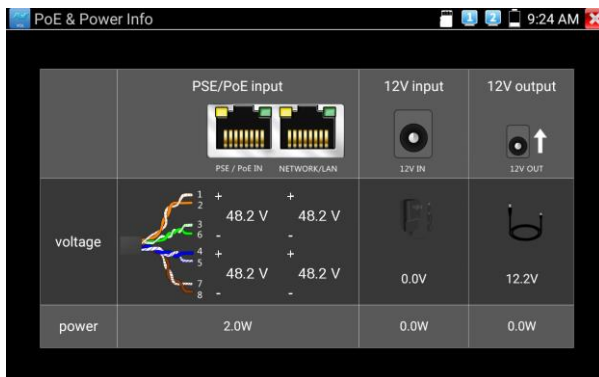 PoE & Power Info 1 2 9:24 AM
PSE/PoE input 12V input 12V output
PSE / PoE IN NETWORK/LAN 12V IN 12V OUT
1 + +
2
48.2 V 48.2 V
3
6 - -
voltage
4 + +
5
48.2 V 48.2 V 0.0V 12.2V
7
8 - -
power 2.0W 0.0W 0.0W